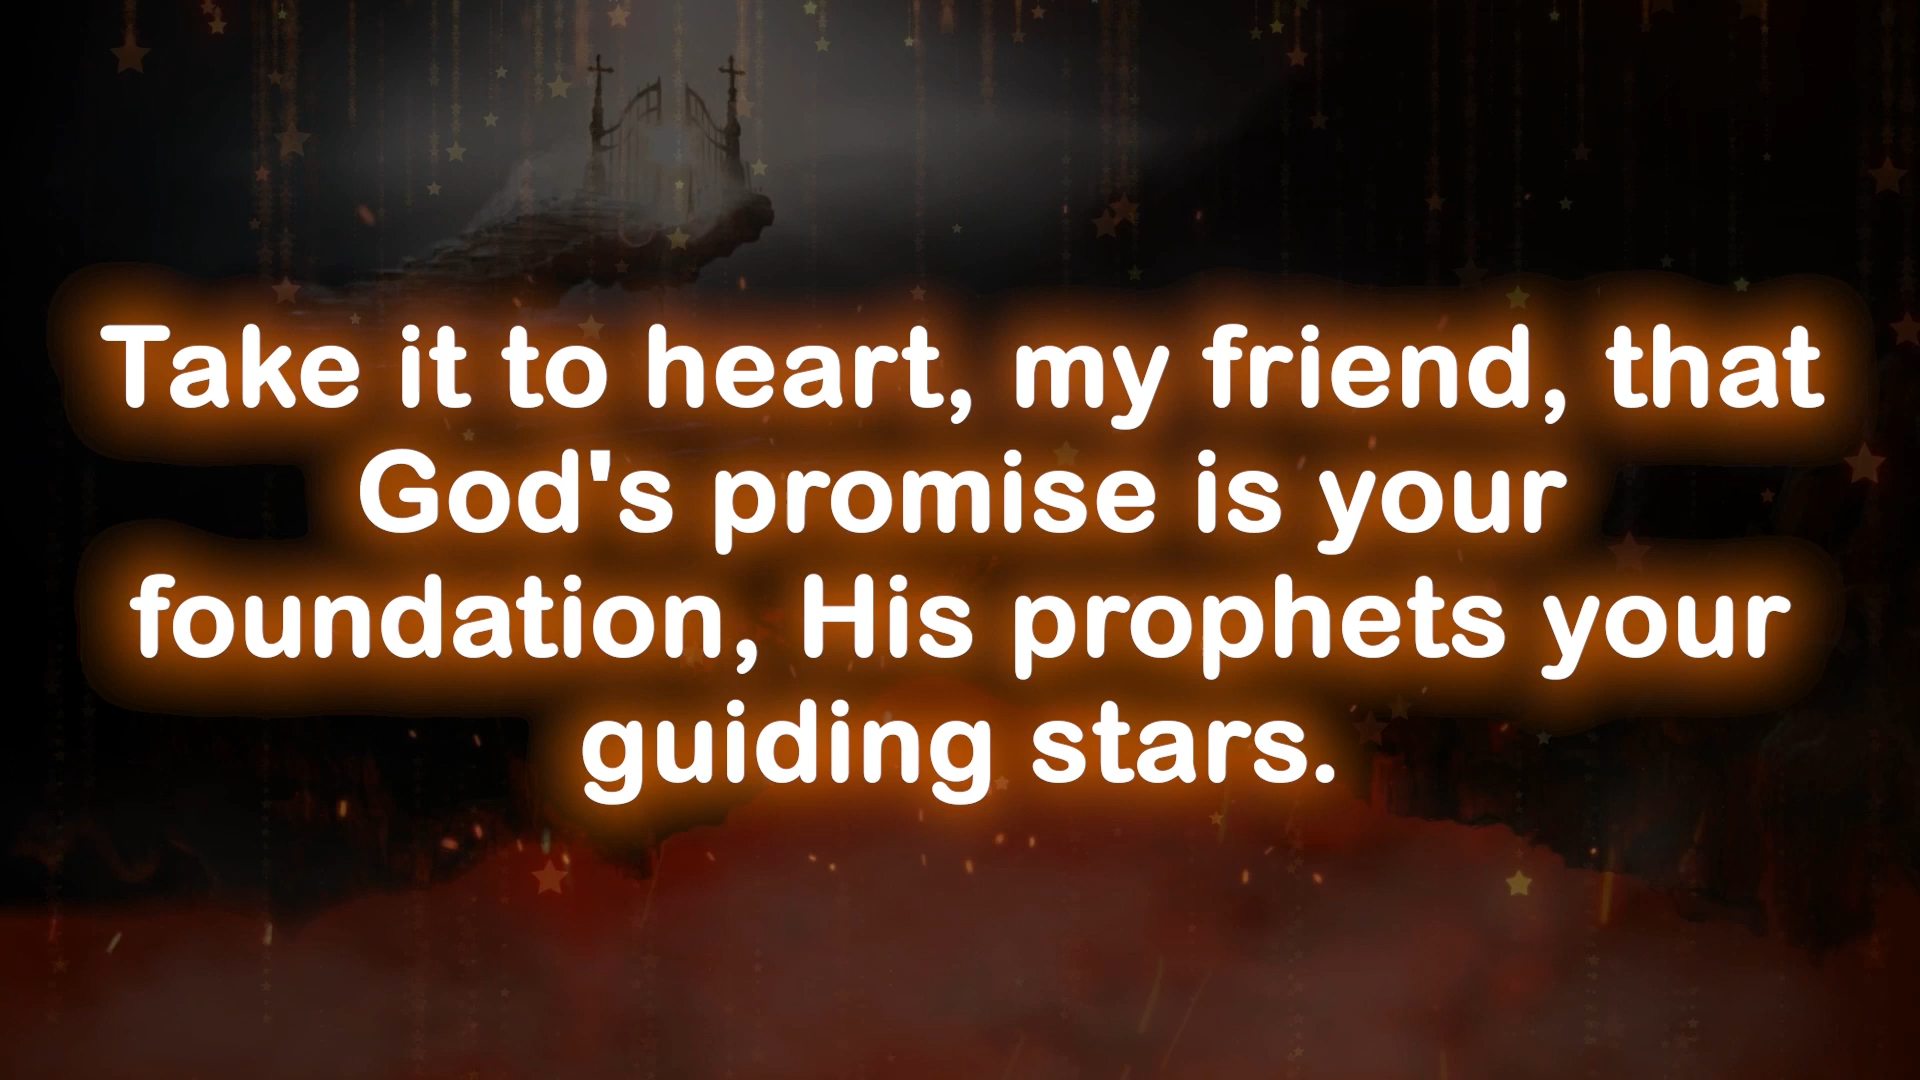 Take it to heart, my friend, that
God's promise is your
foundation, His prophets your
guiding stars.